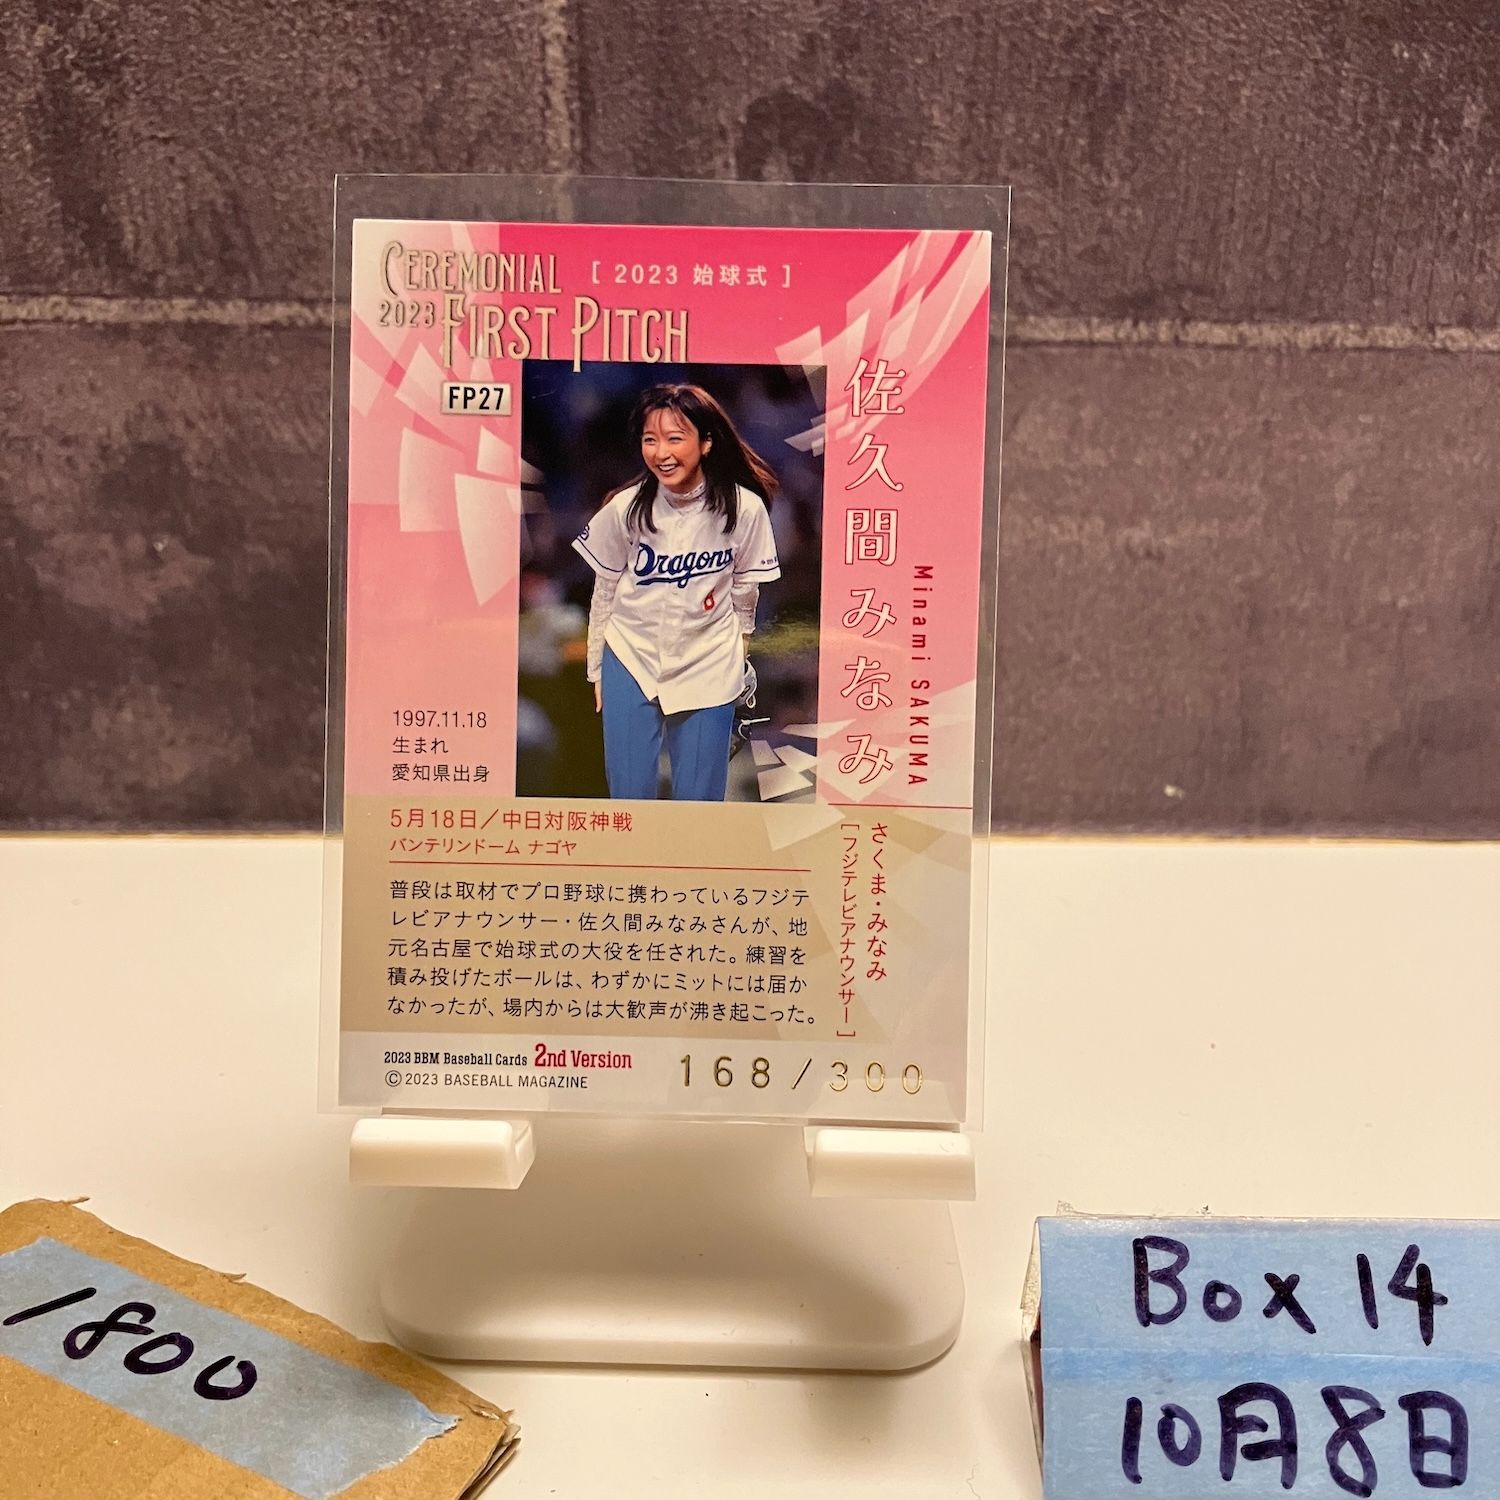 CEREMONIAL
2023 FIRST PITCH
[ 2023 始球式 ]
FP27
佐久間みなみ
Minami SAKUMA
Dragons
6
1997.11.18
生まれ
愛知県出身
さくま・みなみ
[フジテレビアナウンサー]
5月18日／中日対阪神戦
バンテリンドーム ナゴヤ
普段は取材でプロ野球に携わっているフジテ
レビアナウンサー・佐久間みなみさんが、地
元名古屋で始球式の大役を任された。練習を
積み投げたボールは、わずかにミットには届か
なかったが、場内からは大歓声が沸き起こった。
2023 BBM Baseball Cards 2nd Version
© 2023 BASEBALL MAGAZINE
168/300
1800
Box 14
10月8日